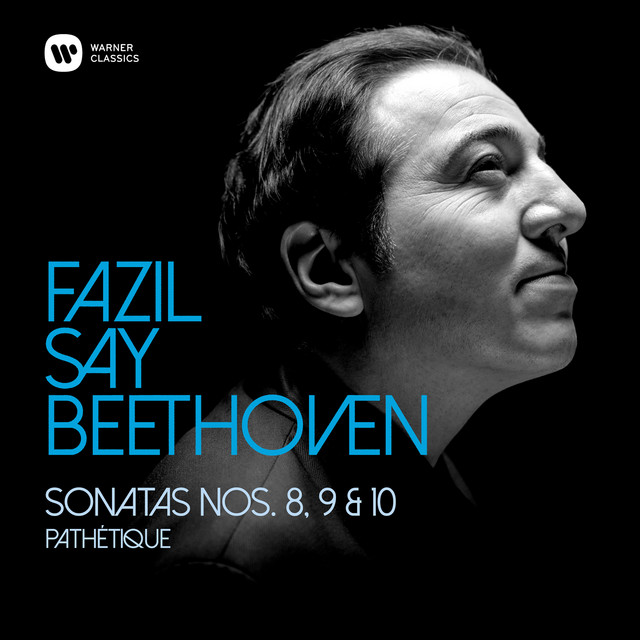 WARNER
CLASSICS
FAZIL
SAY
BEETHOVEN
SONATAS NOS. 8, 9 & 10
PATHÉTIQUE